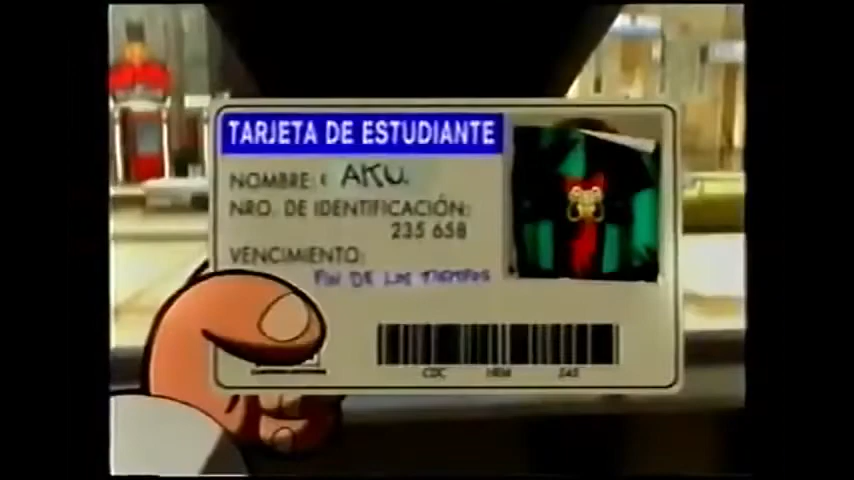 TARJETA DE ESTUDIANTE
NOMBRE: AKU.
NRO. DE IDENTIFICACIÓN:
235 658
VENCIMIENTO:
FIN DE LOS TIEMPOS